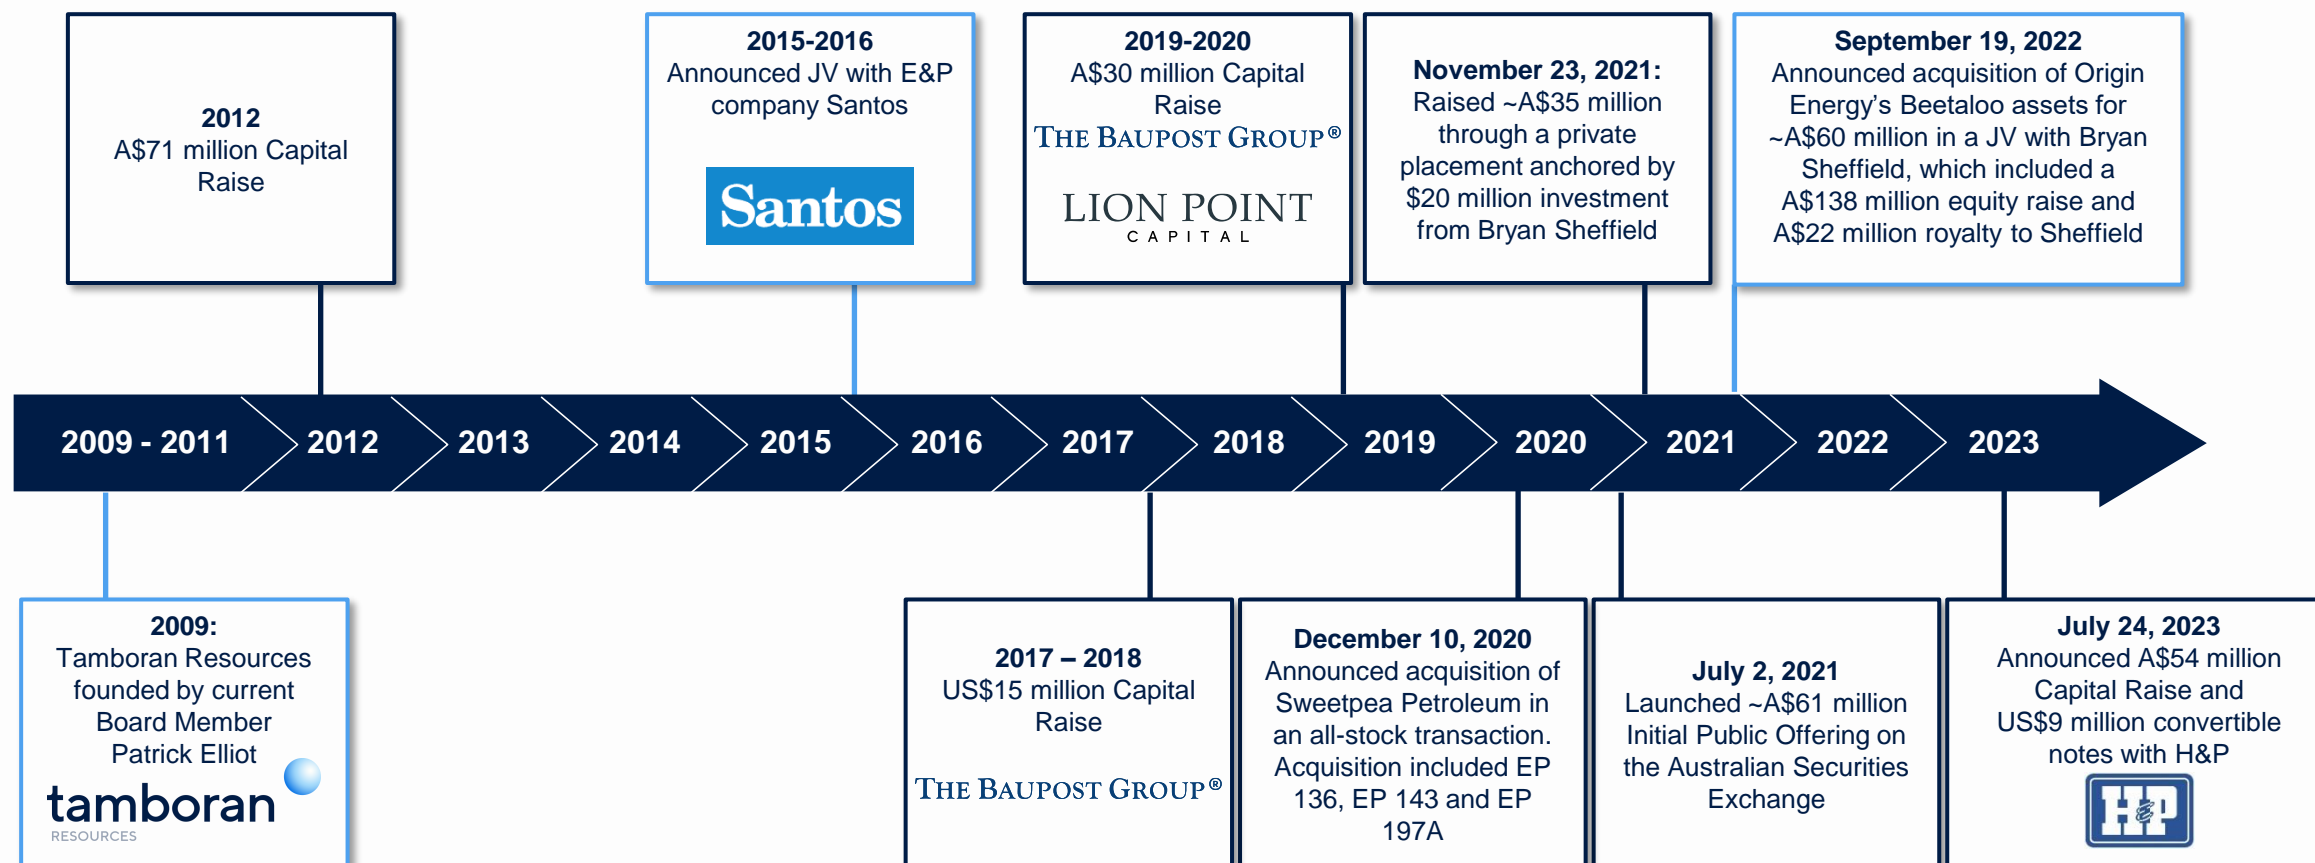 2012
A$71 million Capital
Raise
2015-2016
Announced JV with E&P
company Santos
Santos
2019-2020
A$30 million Capital
Raise
THE BAUPOST GROUP®
LION POINT
CAPITAL
November 23, 2021:
Raised ~A$35 million
through a private
placement anchored by
$20 million investment
from Bryan Sheffield
September 19, 2022
Announced acquisition of Origin
Energy’s Beetaloo assets for
~A$60 million in a JV with Bryan
Sheffield, which included a
A$138 million equity raise and
A$22 million royalty to Sheffield
2009 - 2011
2012
2013
2014
2015
2016
2017
2018
2019
2020
2021
2022
2023
2009:
Tamboran Resources
founded by current
Board Member
Patrick Elliot
tamboran
RESOURCES
2017 – 2018
US$15 million Capital
Raise
THE BAUPOST GROUP®
December 10, 2020
Announced acquisition of
Sweetpea Petroleum in
an all-stock transaction.
Acquisition included EP
136, EP 143 and EP
197A
July 2, 2021
Launched ~A$61 million
Initial Public Offering on
the Australian Securities
Exchange
July 24, 2023
Announced A$54 million
Capital Raise and
US$9 million convertible
notes with H&P
H&P